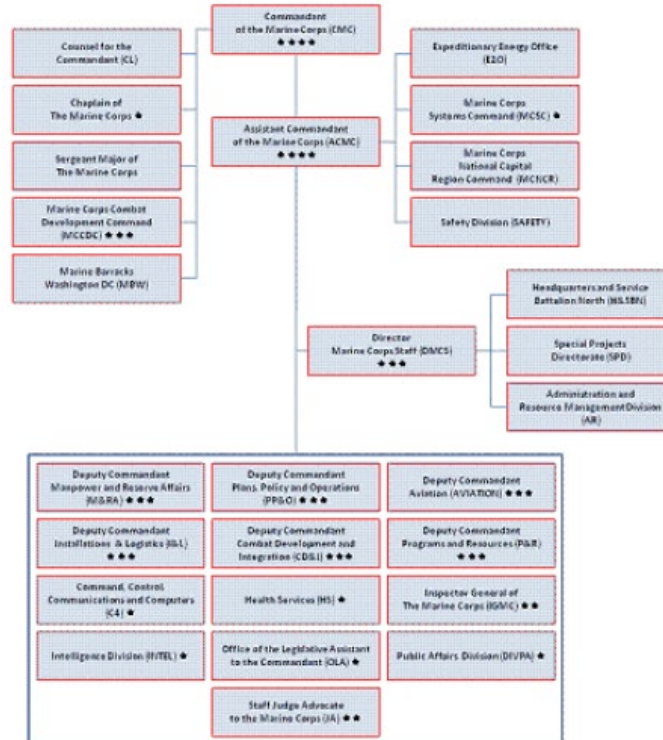 Commandant
of the Marine Corps (CMC)
★★★★
Counsel for the
Commandant (CL)
Chaplain of
The Marine Corps ★
Sergeant Major of
The Marine Corps
Marine Corps Combat
Development Command
(MCCDC) ★★★
Marine Barracks
Washington DC (MBW)
Assistant Commandant
of the Marine Corps (ACMC)
★★★★
Expeditionary Energy Office
(E2O)
Marine Corps
Systems Command (MCSC) ★
Marine Corps
National Capital
Region Command (MCNCR)
Safety Division (SAFETY)
Director
Marine Corps Staff (DMCS)
★★★
Headquarters and Service
Battalion North (H&SBN)
Special Projects
Directorate (SPD)
Administration and
Resource Management Division
(AR)
Deputy Commandant
Manpower and Reserve Affairs
(M&RA) ★★★
Deputy Commandant
Plans, Policy and Operations
(PP&O) ★★★
Deputy Commandant
Aviation (AVIATION) ★★★
Deputy Commandant
Installations & Logistics (I&L)
★★★
Deputy Commandant
Combat Development and
Integration (CD&I) ★★★
Deputy Commandant
Programs and Resources (P&R)
★★★
Command, Control,
Communications and Computers
(C4) ★
Health Services (HS) ★
Inspector General of
The Marine Corps (IGMC) ★★
Intelligence Division (INTEL) ★
Office of the Legislative Assistant
to the Commandant (OLA) ★
Public Affairs Division (DIVPA) ★
Staff Judge Advocate
to the Marine Corps (JA) ★★